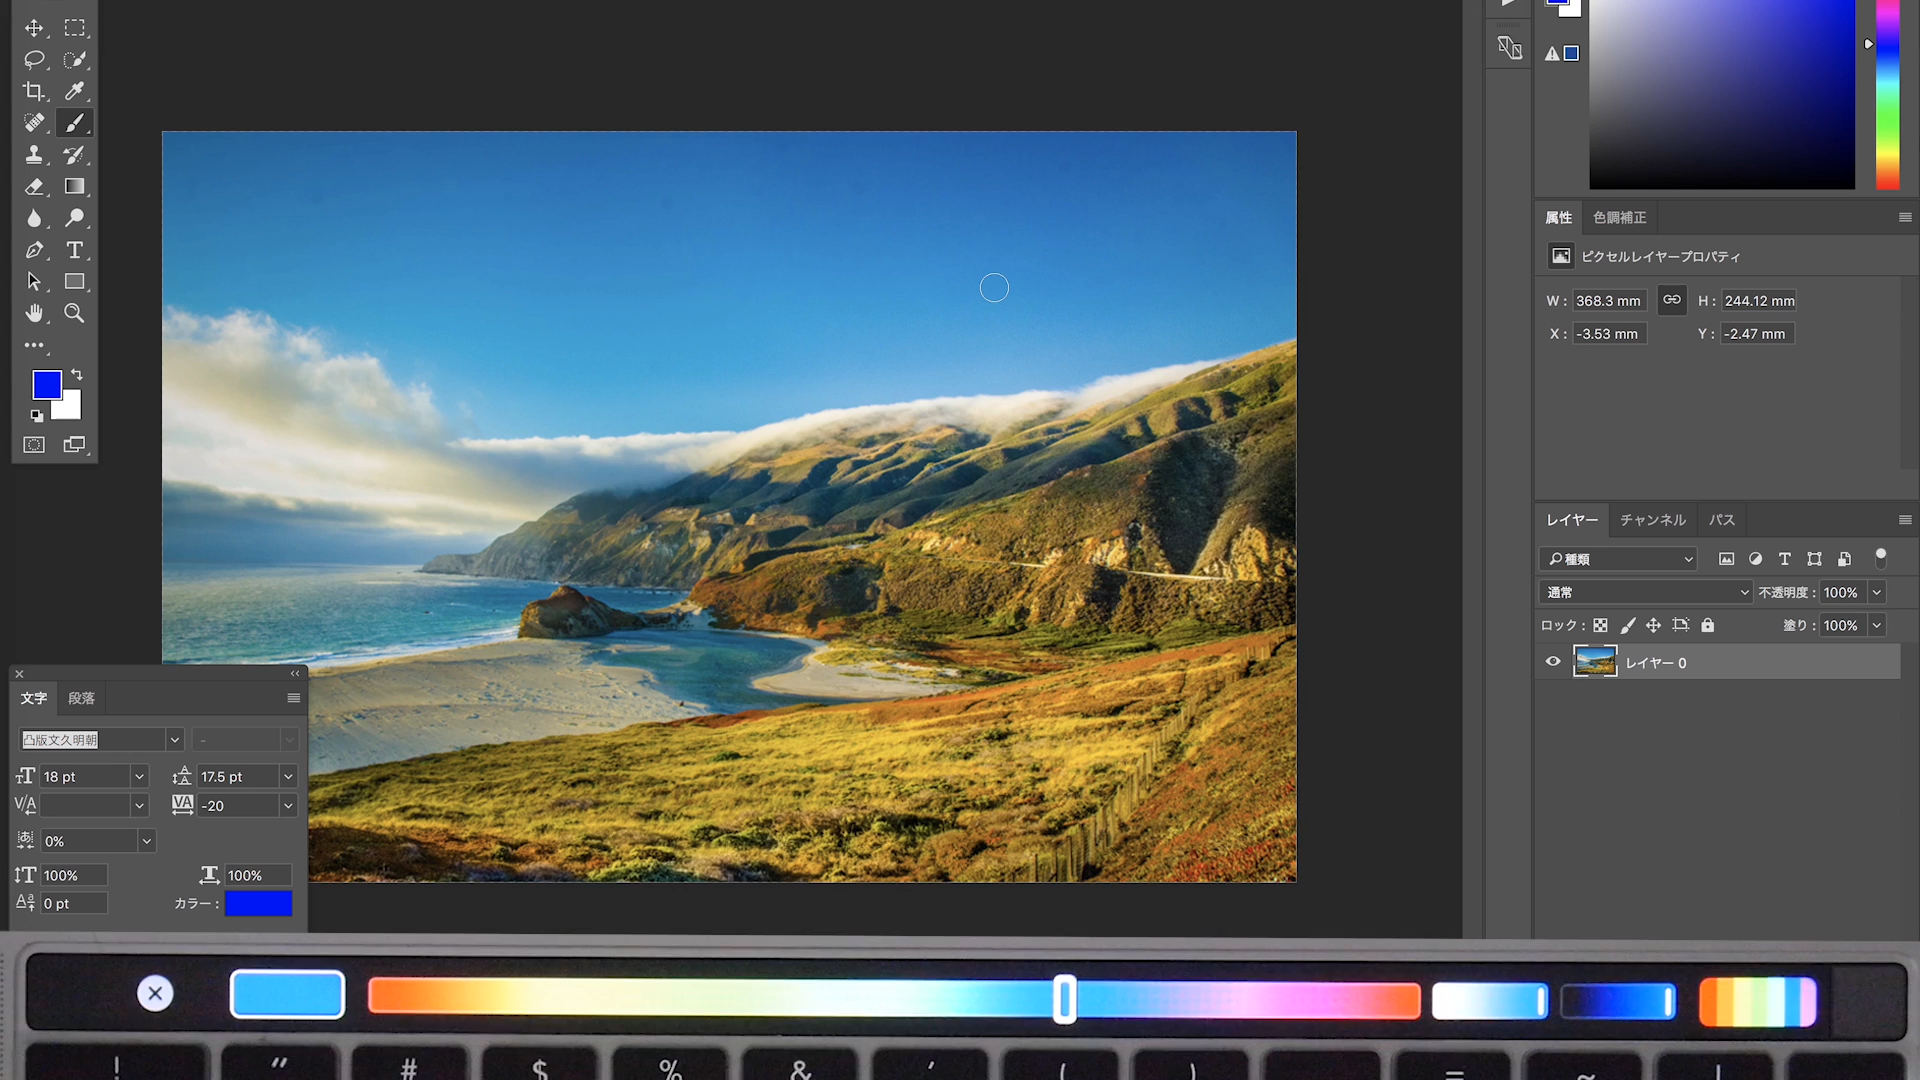 属性 色調補正
ピクセルレイヤープロパティ
W : 368.3 mm H : 244.12 mm
X : -3.53 mm Y : -2.47 mm
レイヤー チャンネル パス
種類
通常 不透明度 : 100%
ロック : 塗り : 100%
レイヤー 0
文字 段落
凸版文久明朝 -
18 pt 17.5 pt
V/A VA -20
0%
100% 100%
0 pt カラー :
! " # $ % & ' ( ) = ~ |